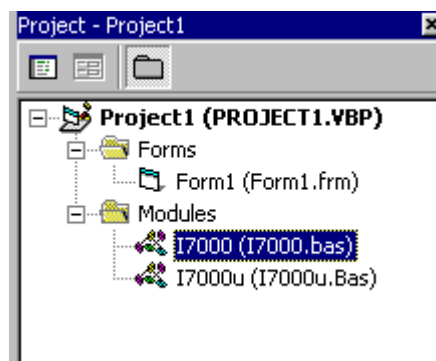 Project - Project1
Project1 (PROJECT1.VBP)
Forms
Form1 (Form1.frm)
Modules
I7000 (I7000.bas)
I7000u (I7000u.Bas)